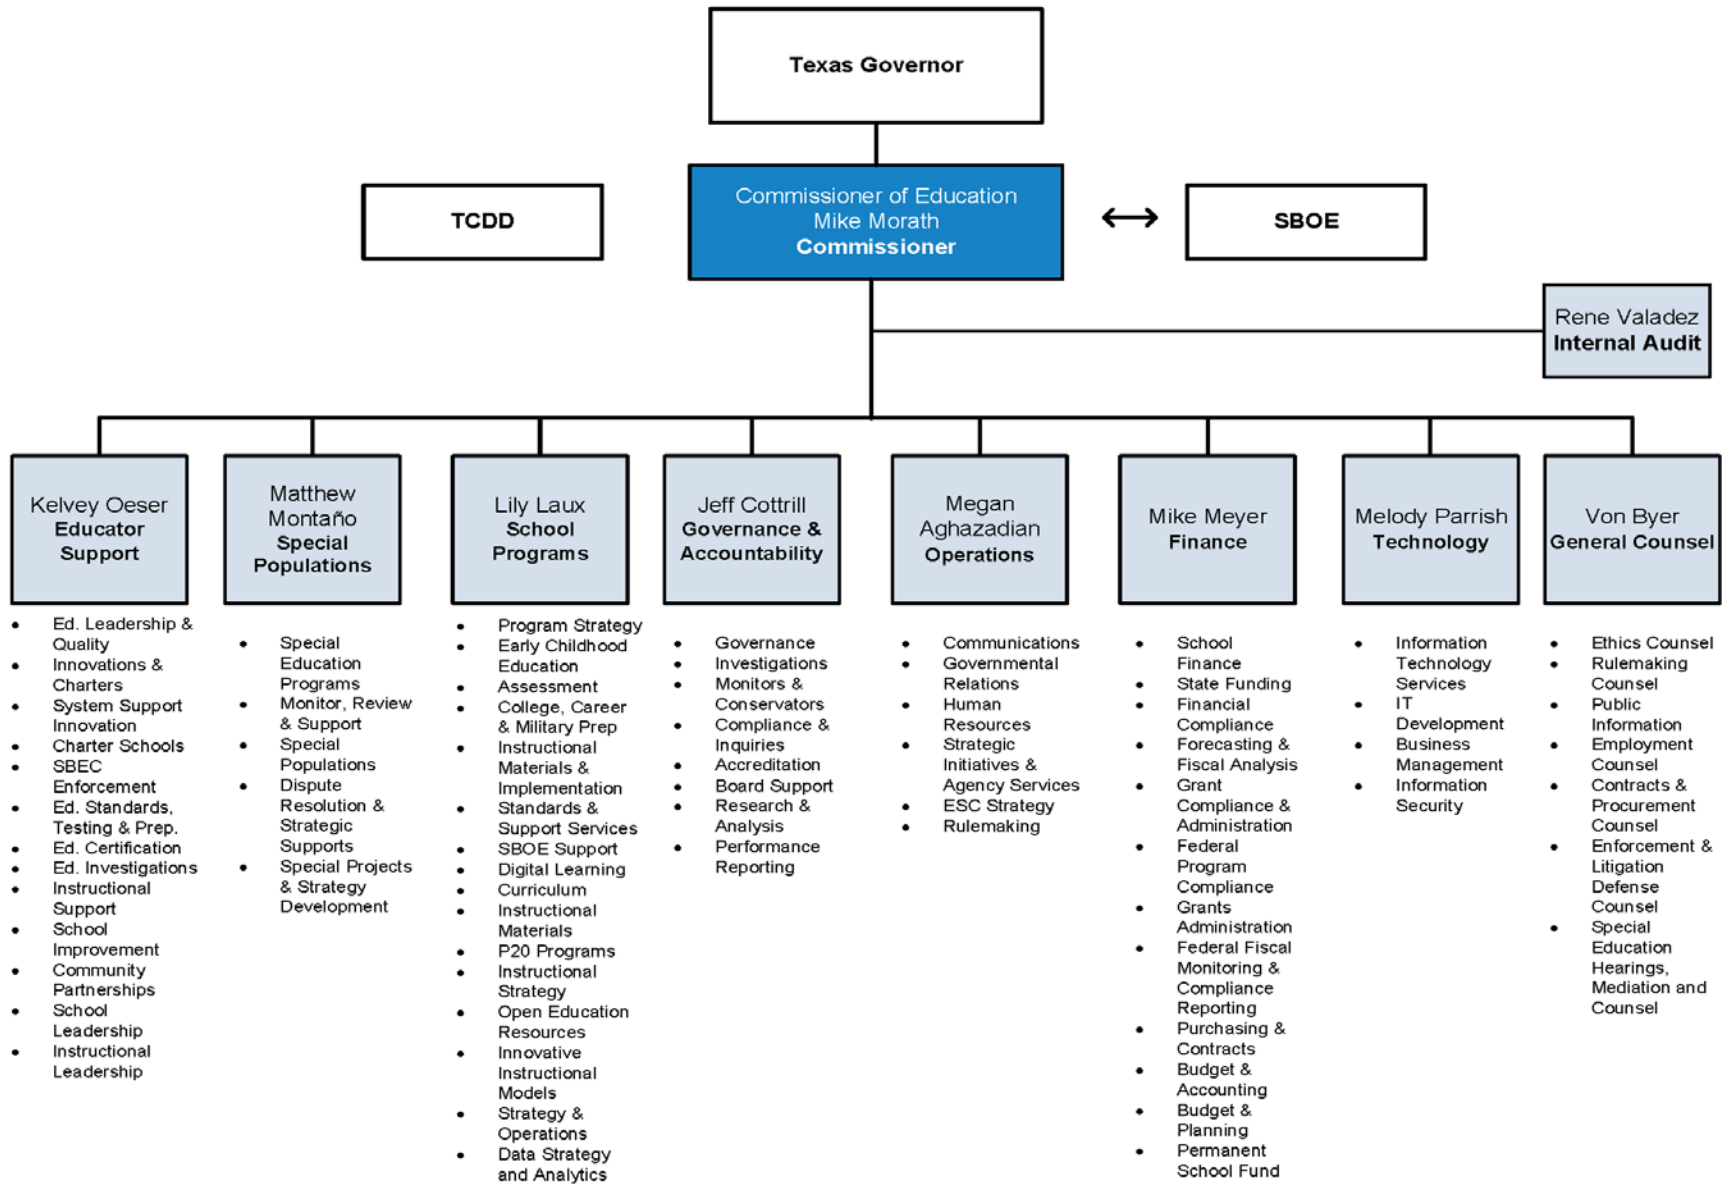 Texas Governor
TCDD
Commissioner of Education
Mike Morath
Commissioner
SBOE
Rene Valadez
Internal Audit
Kelvey Oeser
Educator
Support
• Ed. Leadership &
Quality
• Innovations &
Charters
• System Support
Innovation
• Charter Schools
• SBEC
Enforcement
• Ed. Standards,
Testing & Prep.
• Ed. Certification
• Ed. Investigations
• Instructional
Support
• School
Improvement
• Community
Partnerships
• School
Leadership
• Instructional
Leadership
Matthew
Montaño
Special
Populations
• Special
Education
Programs
• Monitor, Review
& Support
• Special
Populations
• Dispute
Resolution &
Strategic
Supports
• Special Projects
& Strategy
Development
Lily Laux
School
Programs
• Program Strategy
• Early Childhood
Education
• Assessment
• College, Career
& Military Prep
• Instructional
Materials &
Implementation
• Standards &
Support Services
• SBOE Support
• Digital Learning
• Curriculum
• Instructional
Materials
• P20 Programs
• Instructional
Strategy
• Open Education
Resources
• Innovative
Instructional
Models
• Strategy &
Operations
• Data Strategy
and Analytics
Jeff Cottrill
Governance &
Accountability
• Governance
• Investigations
• Monitors &
Conservators
• Compliance &
Inquiries
• Accreditation
• Board Support
• Research &
Analysis
• Performance
Reporting
Megan
Aghazadian
Operations
• Communications
• Governmental
Relations
• Human
Resources
• Strategic
Initiatives &
Agency Services
• ESC Strategy
• Rulemaking
Mike Meyer
Finance
• School
Finance
• State Funding
• Financial
Compliance
• Forecasting &
Fiscal Analysis
• Grant
Compliance &
Administration
• Federal
Program
Compliance
• Grants
Administration
• Federal Fiscal
Monitoring &
Compliance
Reporting
• Purchasing &
Contracts
• Budget &
Accounting
• Budget &
Planning
• Permanent
School Fund
Melody Parrish
Technology
• Information
Technology
Services
• IT
Development
• Business
Management
• Information
Security
Von Byer
General Counsel
• Ethics Counsel
• Rulemaking
Counsel
• Public
Information
• Employment
Counsel
• Contracts &
Procurement
Counsel
• Enforcement &
Litigation
Defense
Counsel
• Special
Education
Hearings,
Mediation and
Counsel